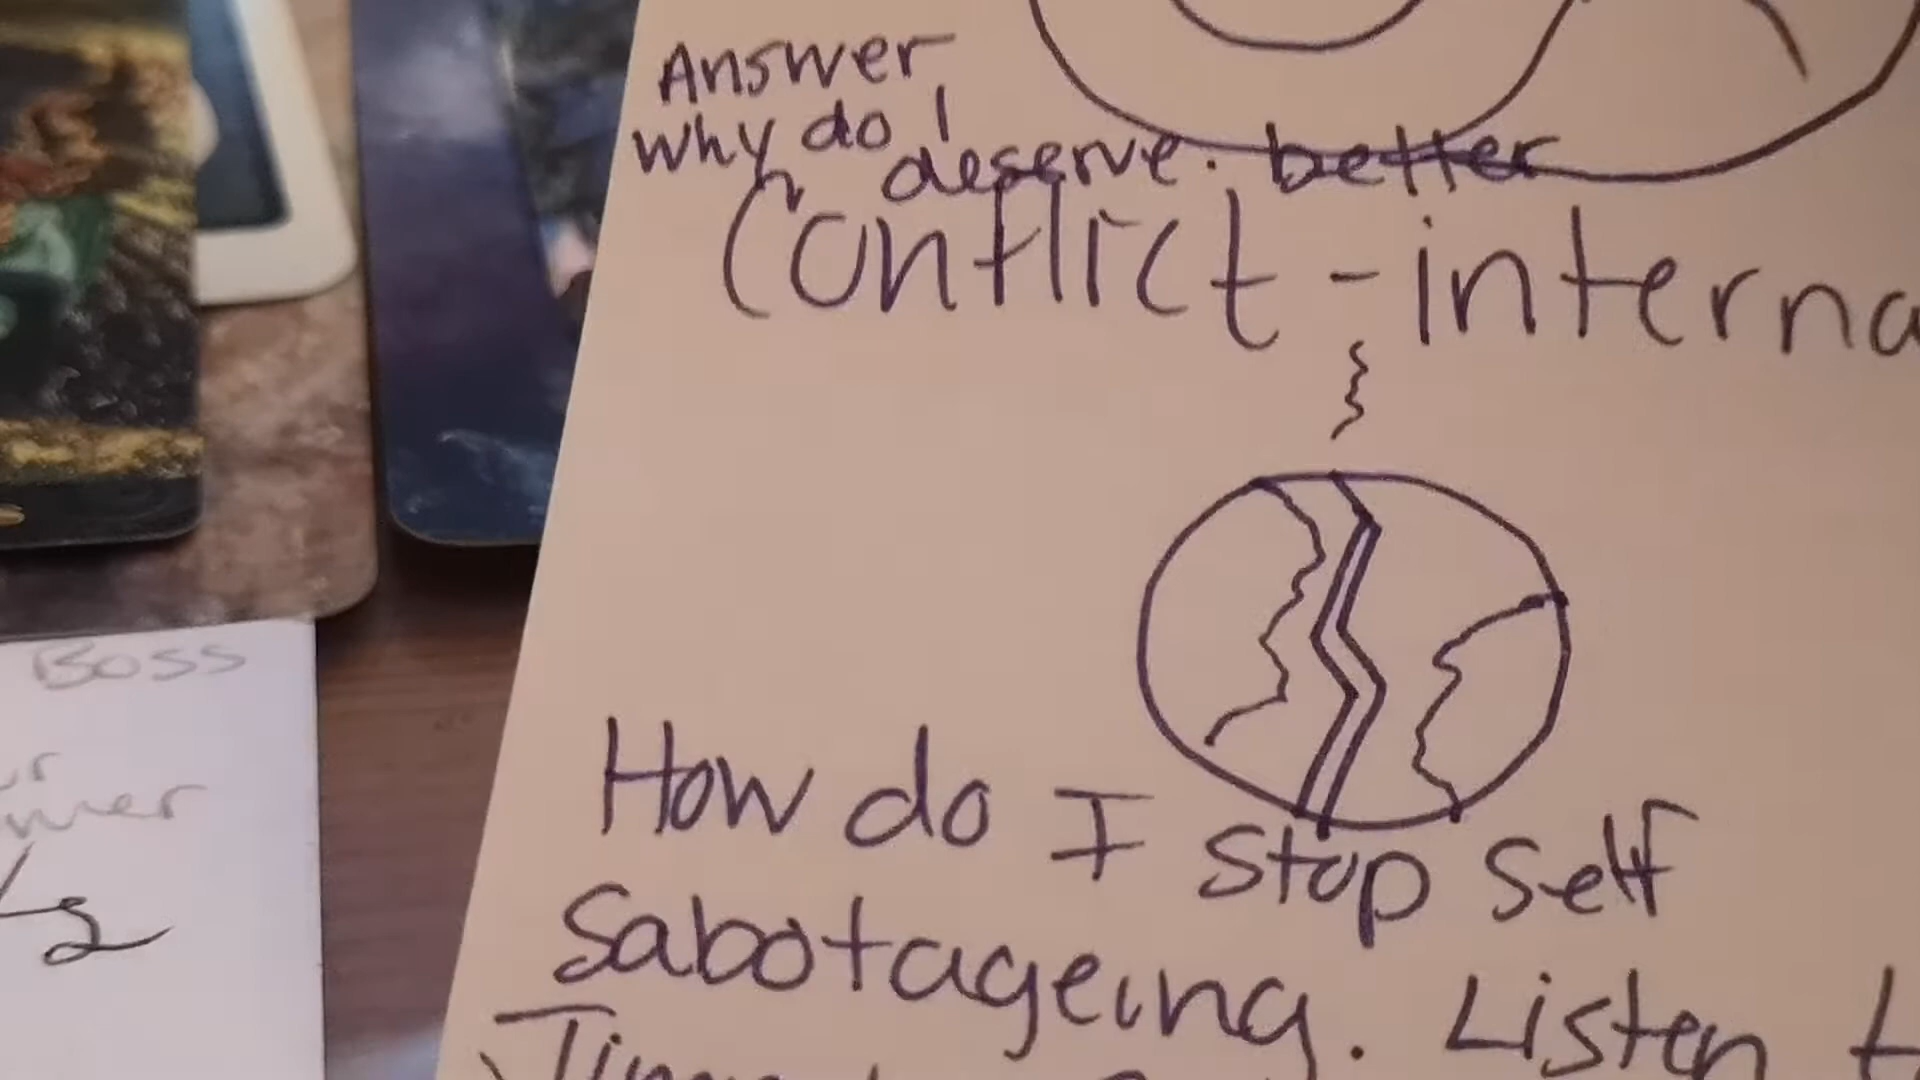 Answer
why do I
deserve. better
Conflict - interna
How do I stop self
Sabotageing. Listen t
Boss